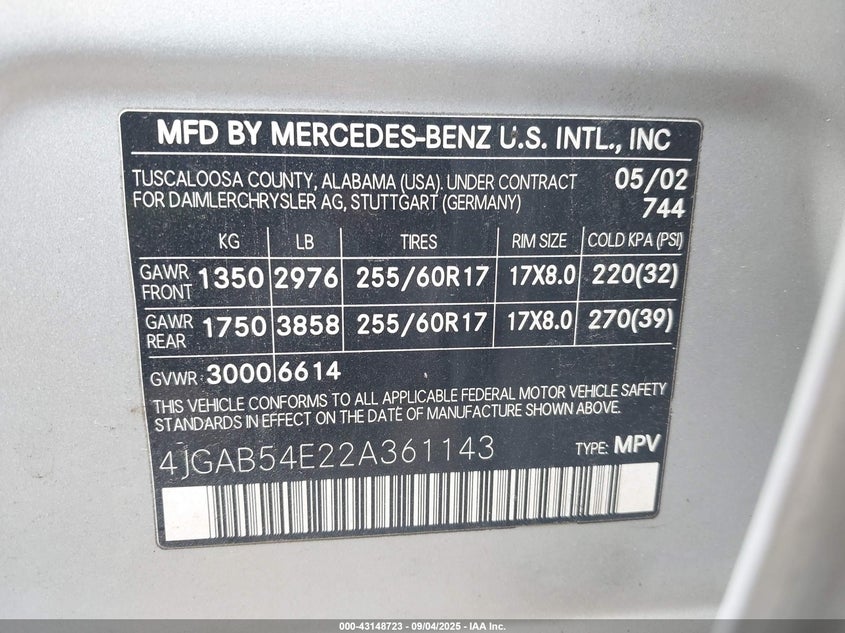 MFD BY MERCEDES-BENZ U.S. INTL., INC
TUSCALOOSA COUNTY, ALABAMA (USA). UNDER CONTRACT 05/02
FOR DAIMLERCHRYSLER AG, STUTTGART (GERMANY) 744
KG LB TIRES RIM SIZE COLD KPA (PSI)
GAWR FRONT 1350 2976 255/60R17 17X8.0 220(32)
GAWR REAR 1750 3858 255/60R17 17X8.0 270(39)
GVWR 3000 6614
THIS VEHICLE CONFORMS TO ALL APPLICABLE FEDERAL MOTOR VEHICLE SAFETY
STANDARDS IN EFFECT ON THE DATE OF MANUFACTURE SHOWN ABOVE.
4JGAB54E22A361143 TYPE: MPV
000-43148723 - 09/04/2025 - IAA Inc.